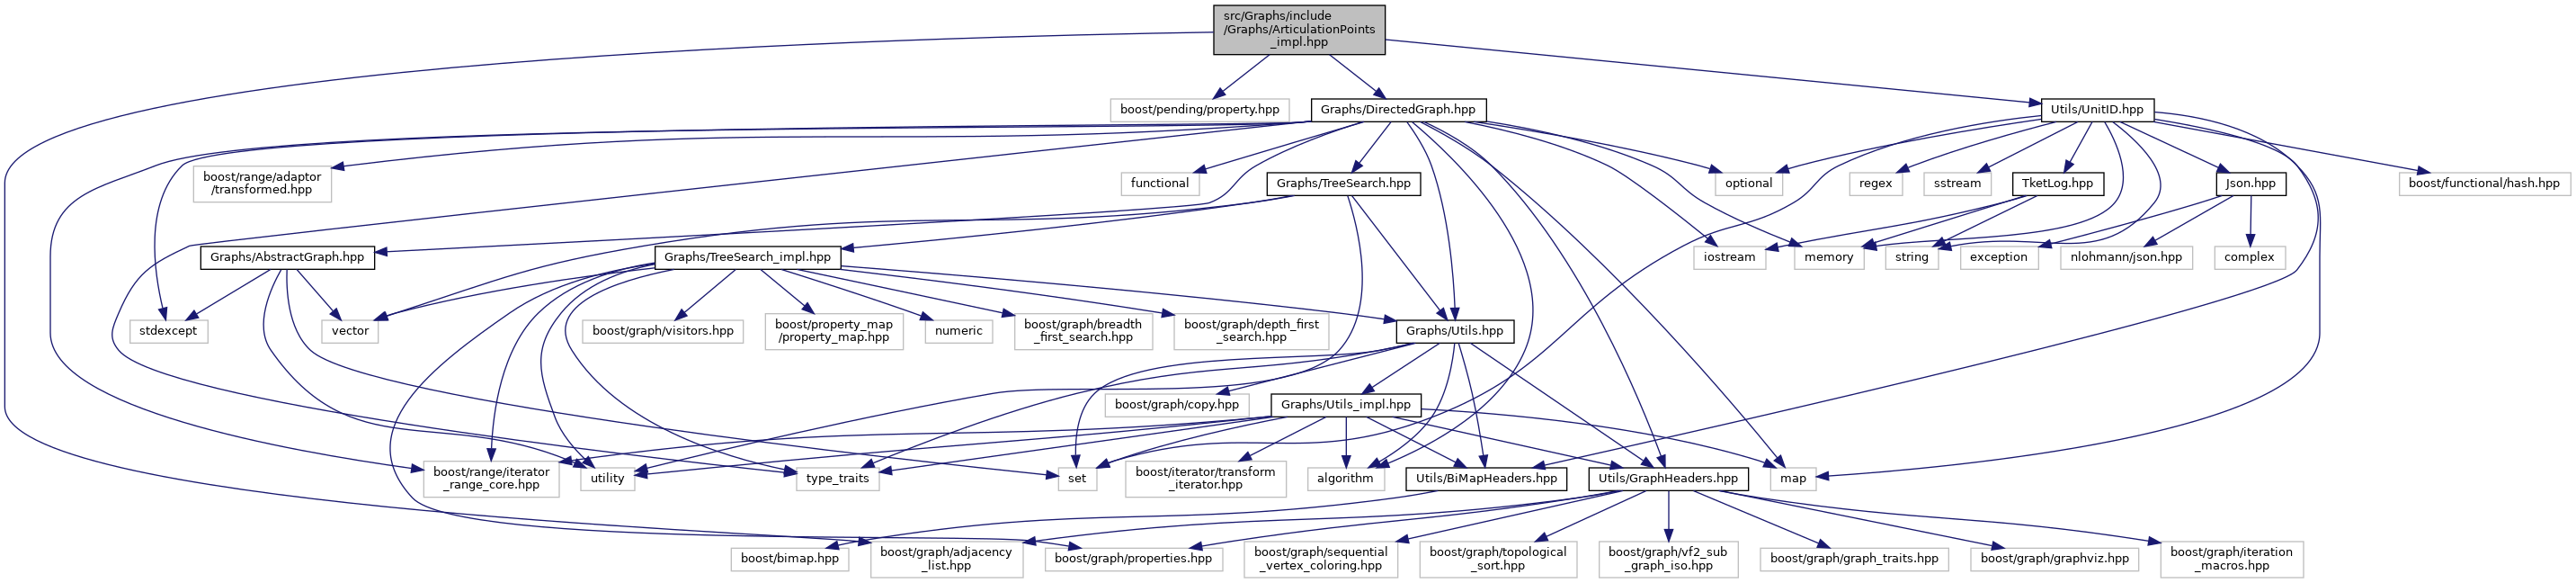 src/Graphs/include
/Graphs/ArticulationPoints
_impl.hpp
boost/pending/property.hpp
Graphs/DirectedGraph.hpp
Utils/UnitID.hpp
boost/range/adaptor
/transformed.hpp
functional
Graphs/TreeSearch.hpp
optional
regex
sstream
TketLog.hpp
Json.hpp
boost/functional/hash.hpp
Graphs/AbstractGraph.hpp
Graphs/TreeSearch_impl.hpp
iostream
memory
string
exception
nlohmann/json.hpp
complex
stdexcept
vector
boost/graph/visitors.hpp
boost/property_map
/property_map.hpp
numeric
boost/graph/breadth
_first_search.hpp
boost/graph/depth_first
_search.hpp
Graphs/Utils.hpp
boost/graph/copy.hpp
Graphs/Utils_impl.hpp
boost/range/iterator
_range_core.hpp
utility
type_traits
set
boost/iterator/transform
_iterator.hpp
algorithm
Utils/BiMapHeaders.hpp
Utils/GraphHeaders.hpp
map
boost/bimap.hpp
boost/graph/adjacency
_list.hpp
boost/graph/properties.hpp
boost/graph/sequential
_vertex_coloring.hpp
boost/graph/topological
_sort.hpp
boost/graph/vf2_sub
_graph_iso.hpp
boost/graph/graph_traits.hpp
boost/graph/graphviz.hpp
boost/graph/iteration
_macros.hpp